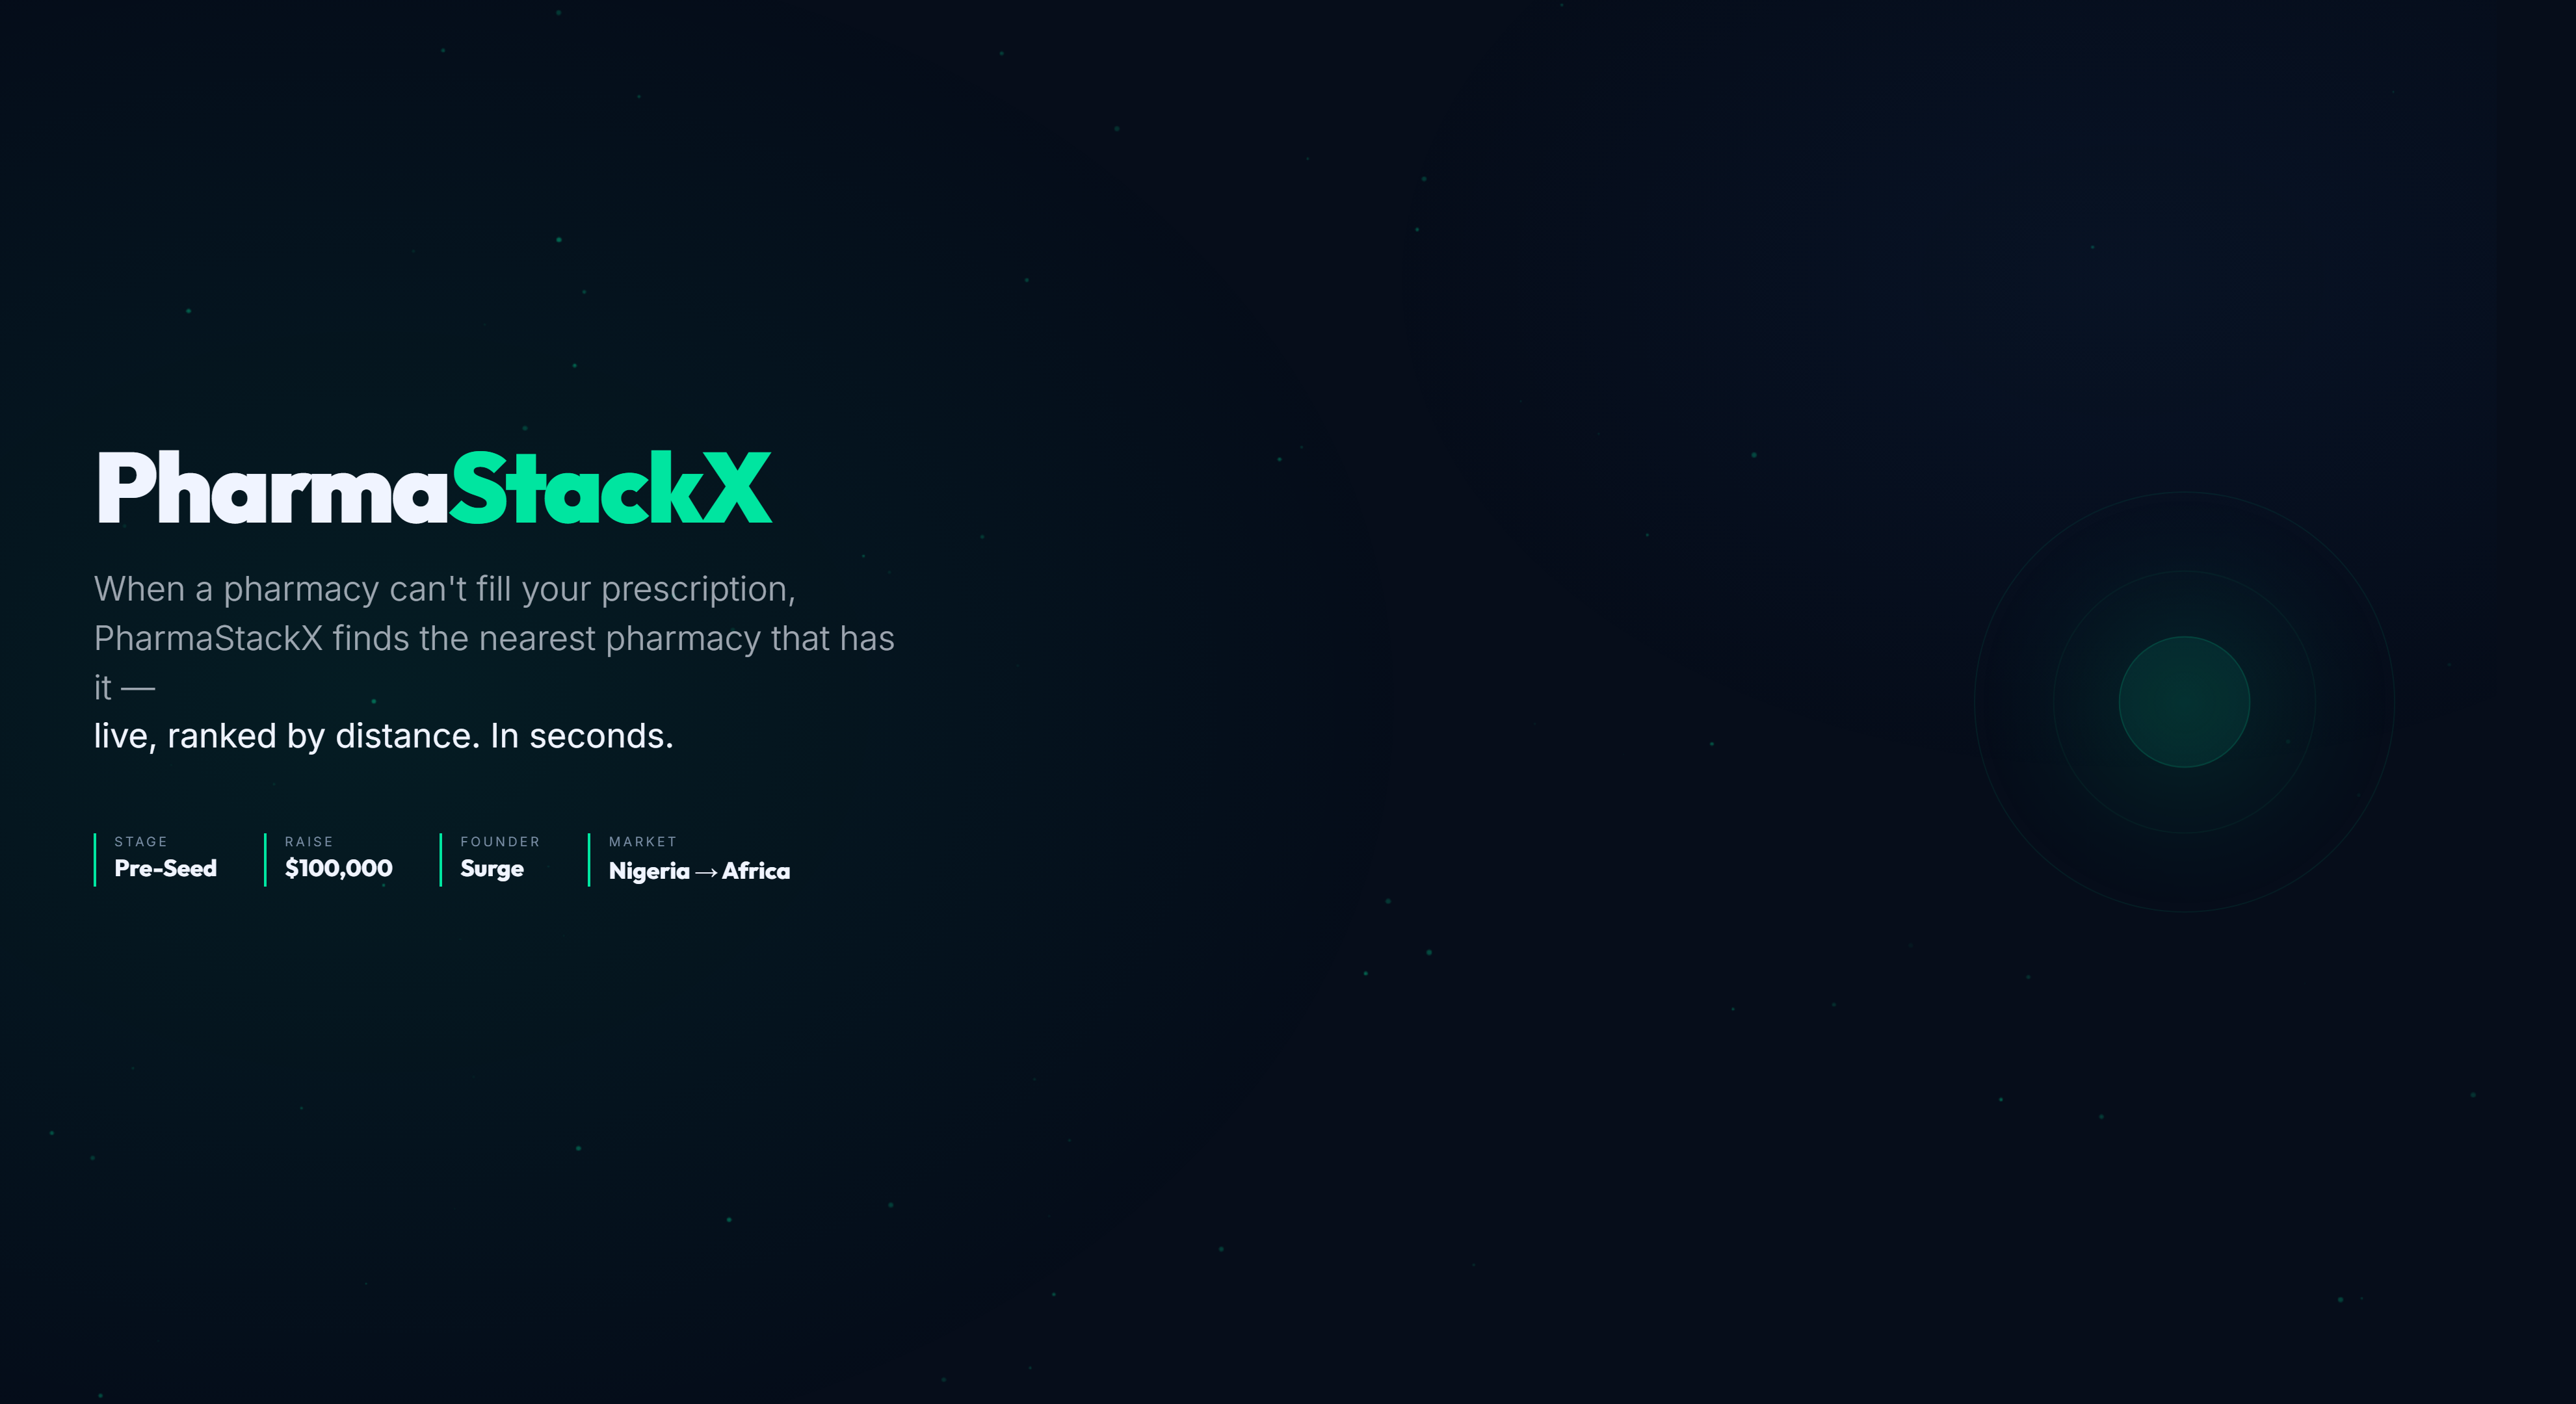 PharmaStackX
When a pharmacy can't fill your prescription,
PharmaStackX finds the nearest pharmacy that has
it —
live, ranked by distance. In seconds.
STAGE
Pre-Seed
RAISE
$100,000
FOUNDER
Surge
MARKET
Nigeria → Africa